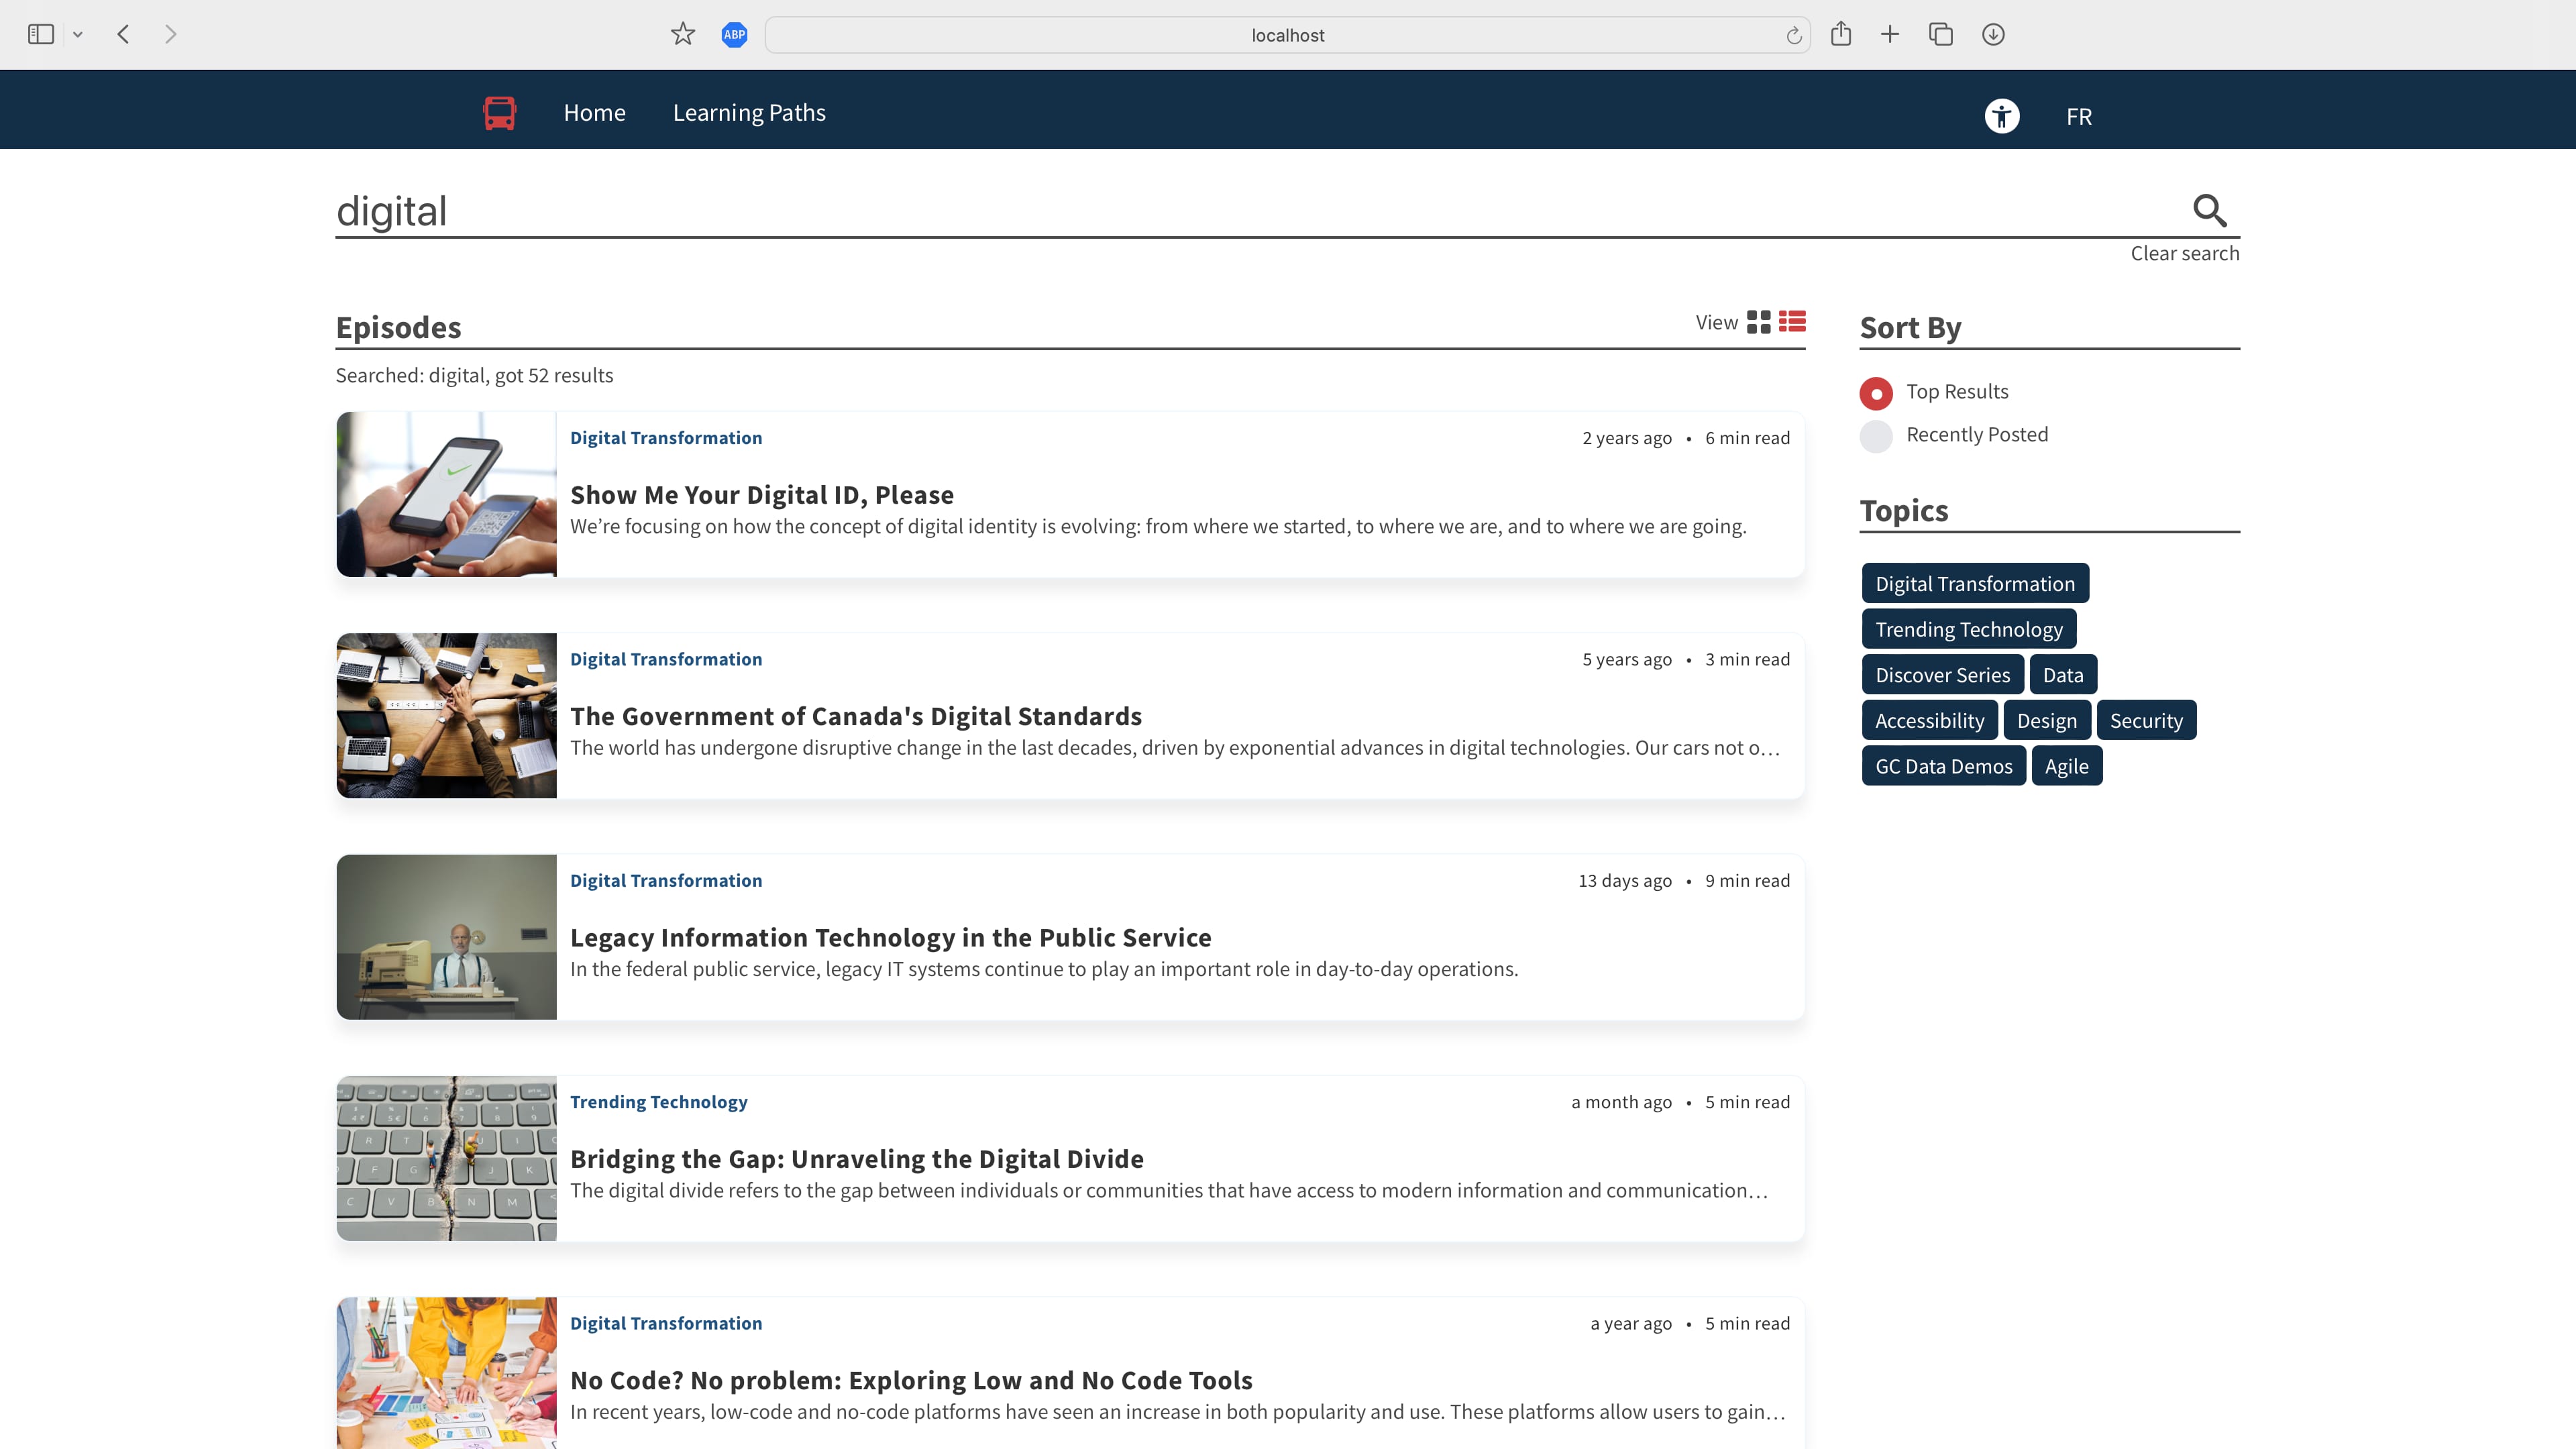 ABP
localhost
Home
Learning Paths
FR
digital
Clear search
Episodes
View
Searched: digital, got 52 results
Digital Transformation
2 years ago • 6 min read
Show Me Your Digital ID, Please
We’re focusing on how the concept of digital identity is evolving: from where we started, to where we are, and to where we are going.
Digital Transformation
5 years ago • 3 min read
The Government of Canada's Digital Standards
The world has undergone disruptive change in the last decades, driven by exponential advances in digital technologies. Our cars not o…
Digital Transformation
13 days ago • 9 min read
Legacy Information Technology in the Public Service
In the federal public service, legacy IT systems continue to play an important role in day-to-day operations.
Trending Technology
a month ago • 5 min read
Bridging the Gap: Unraveling the Digital Divide
The digital divide refers to the gap between individuals or communities that have access to modern information and communication…
Digital Transformation
a year ago • 5 min read
No Code? No problem: Exploring Low and No Code Tools
In recent years, low-code and no-code platforms have seen an increase in both popularity and use. These platforms allow users to gain…
Sort By
Top Results
Recently Posted
Topics
Digital Transformation
Trending Technology
Discover Series Data
Accessibility Design Security
GC Data Demos Agile